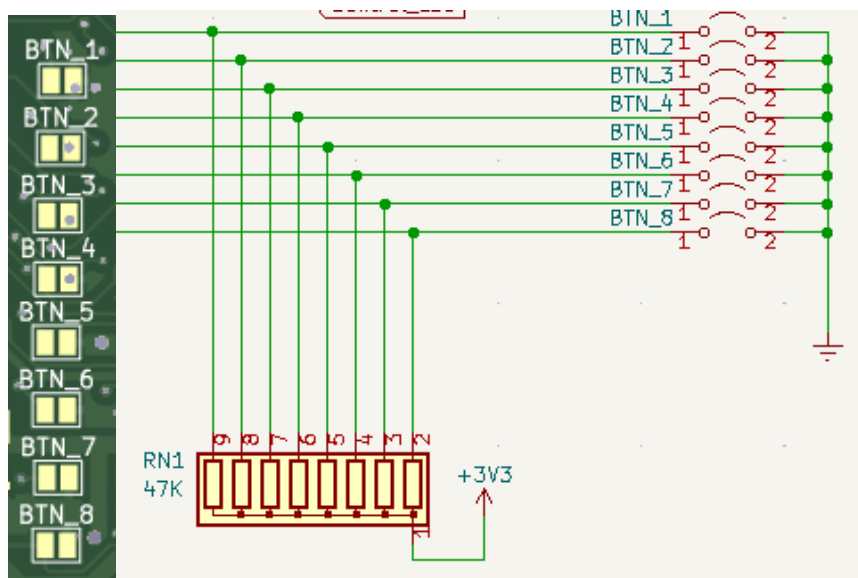 BTN_1
BTN_2
BTN_3
BTN_4
BTN_5
BTN_6
BTN_7
BTN_8
BTN_1
1 2
BTN_2
1 2
BTN_3
1 2
BTN_4
1 2
BTN_5
1 2
BTN_6
1 2
BTN_7
1 2
BTN_8
1 2
9 8 7 6 5 4 3 2
RN1
47K
1
+3V3